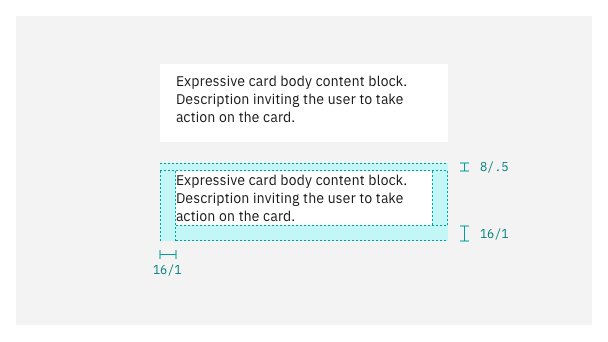 Expressive card body content block.
Description inviting the user to take
action on the card.
8/.5
Expressive card body content block.
Description inviting the user to take
action on the card.
16/1
16/1